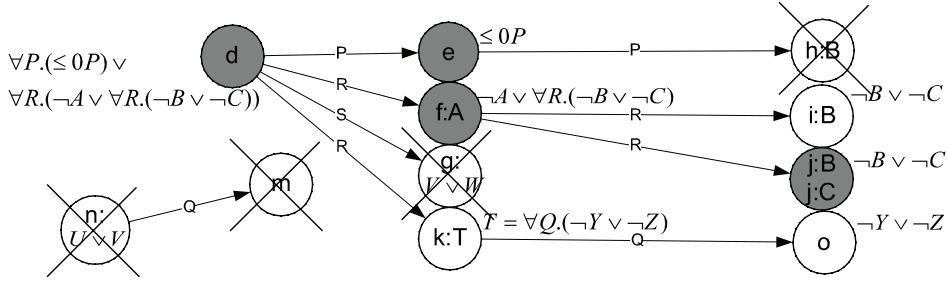 ∀P.(≤ 0P) ∨
∀R.(¬A ∨ ∀R.(¬B ∨ ¬C))
d
P
R
S
R
e
≤ 0P
P
h:B
f:A
¬A ∨ ∀R.(¬B ∨ ¬C)
R
R
i:B
¬B ∨ ¬C
g:
V ∨ W
j:B
j:C
¬B ∨ ¬C
k:T
T = ∀Q.(¬Y ∨ ¬Z)
Q
o
¬Y ∨ ¬Z
n:
U ∨ V
Q
m